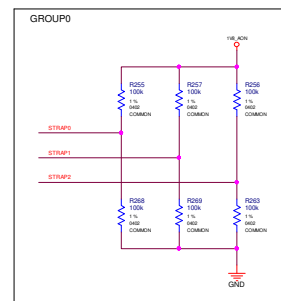 GROUP0
1V8_AON
R255
100k
1 %
0402
COMMON
R257
100k
1 %
0402
COMMON
R256
100k
1 %
0402
COMMON
STRAP0
STRAP1
STRAP2
R268
100k
1 %
0402
COMMON
R269
100k
1 %
0402
COMMON
R263
100k
1 %
0402
COMMON
GND